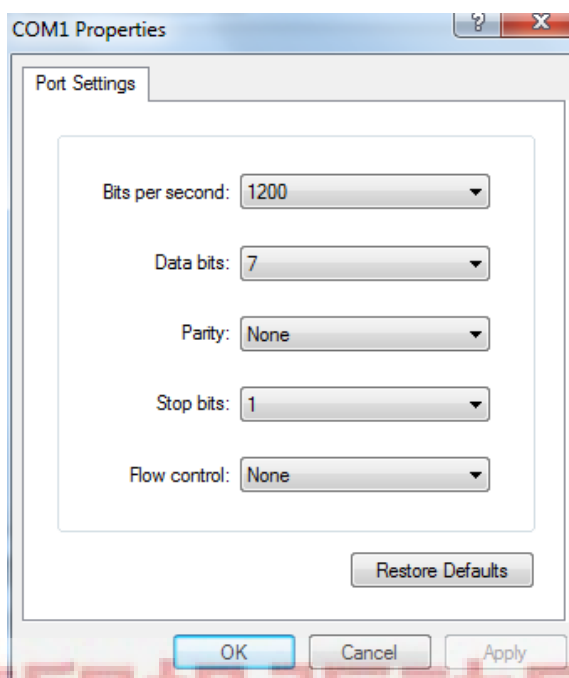 COM1 Properties
?
X
Port Settings
Bits per second: 1200
Data bits: 7
Parity: None
Stop bits: 1
Flow control: None
Restore Defaults
OK Cancel Apply